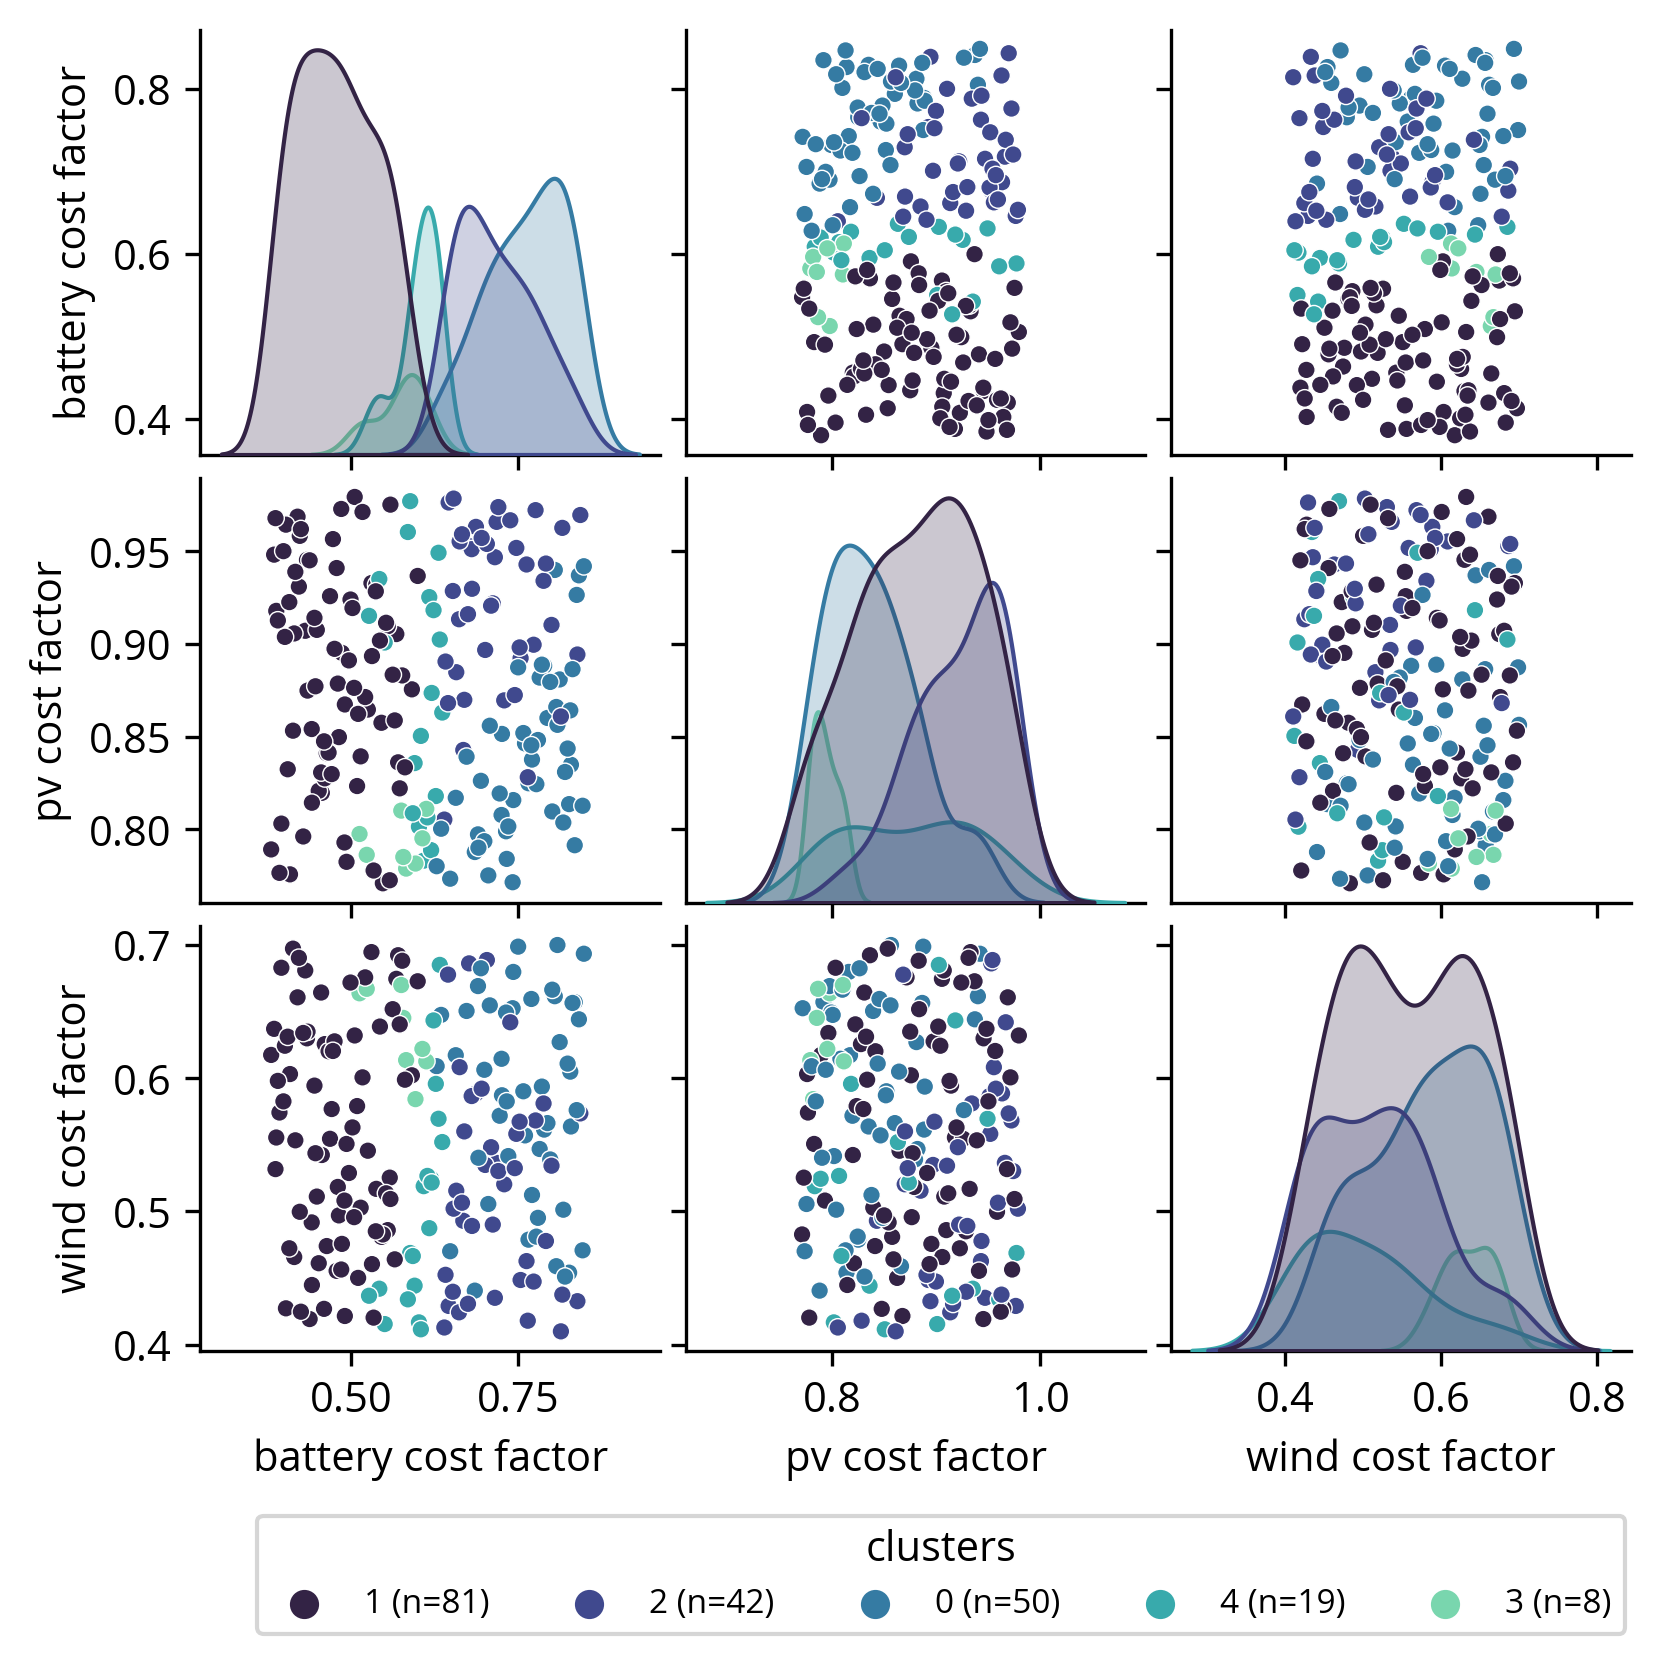 battery cost factor
0.8
0.6
0.4
pv cost factor
0.95
0.90
0.85
0.80
wind cost factor
0.7
0.6
0.5
0.4
0.50 0.75 0.8 1.0 0.4 0.6 0.8
battery cost factor pv cost factor wind cost factor
clusters
1 (n=81) 2 (n=42) 0 (n=50) 4 (n=19) 3 (n=8)